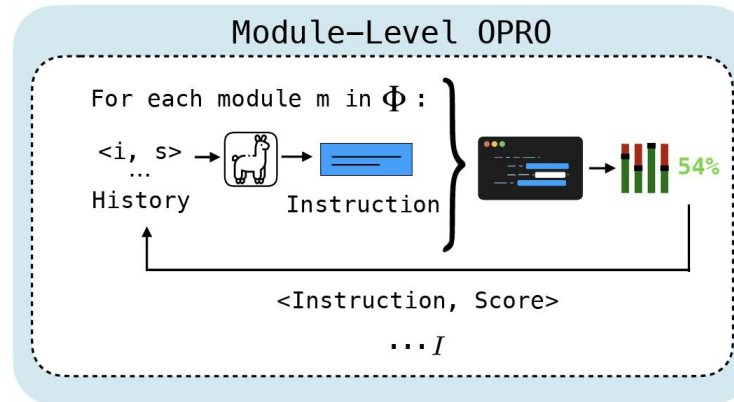 Module-Level OPRO
For each module m in Φ :
<i, s>
...
History
Instruction
54%
<Instruction, Score>
...I